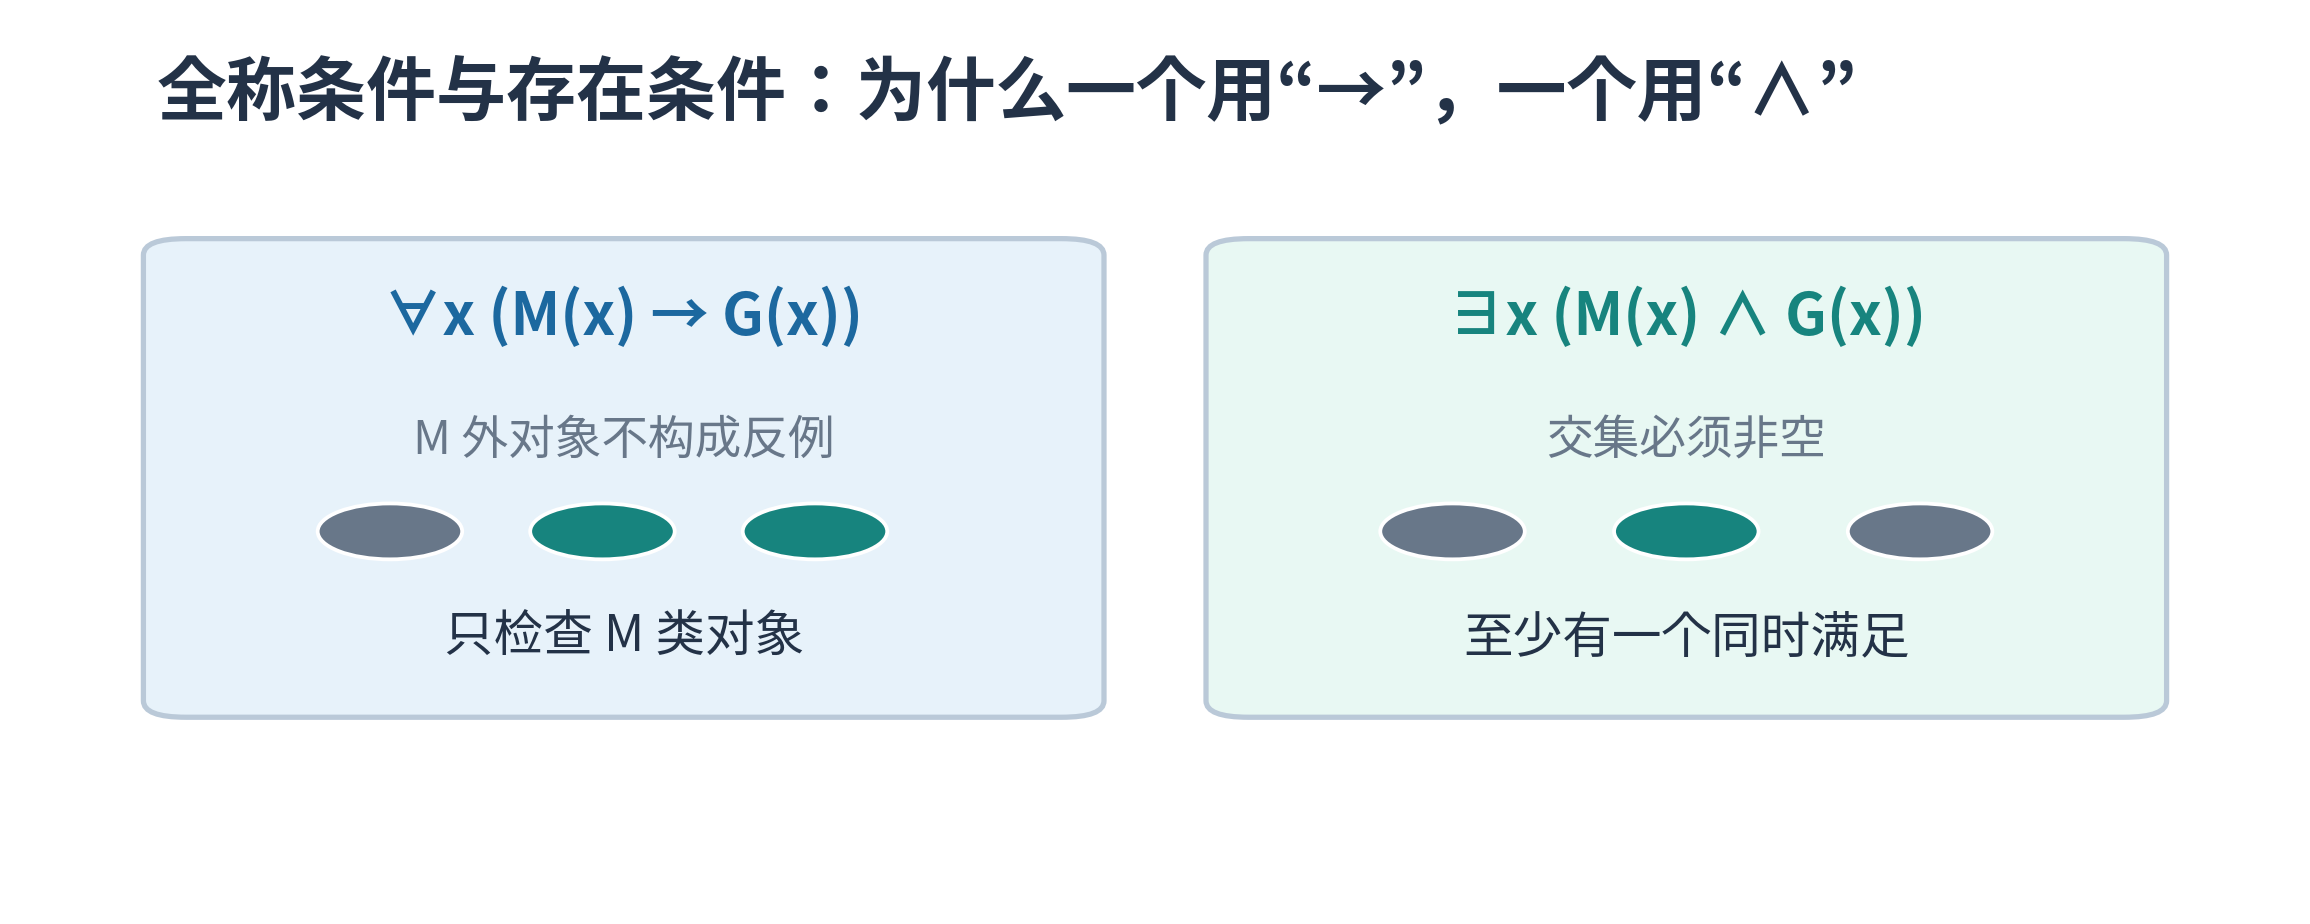 全称条件与存在条件：为什么一个用“→”，一个用“∧”
∀x (M(x) → G(x))
M 外对象不构成反例
只检查 M 类对象
∃x (M(x) ∧ G(x))
交集必须非空
至少有一个同时满足